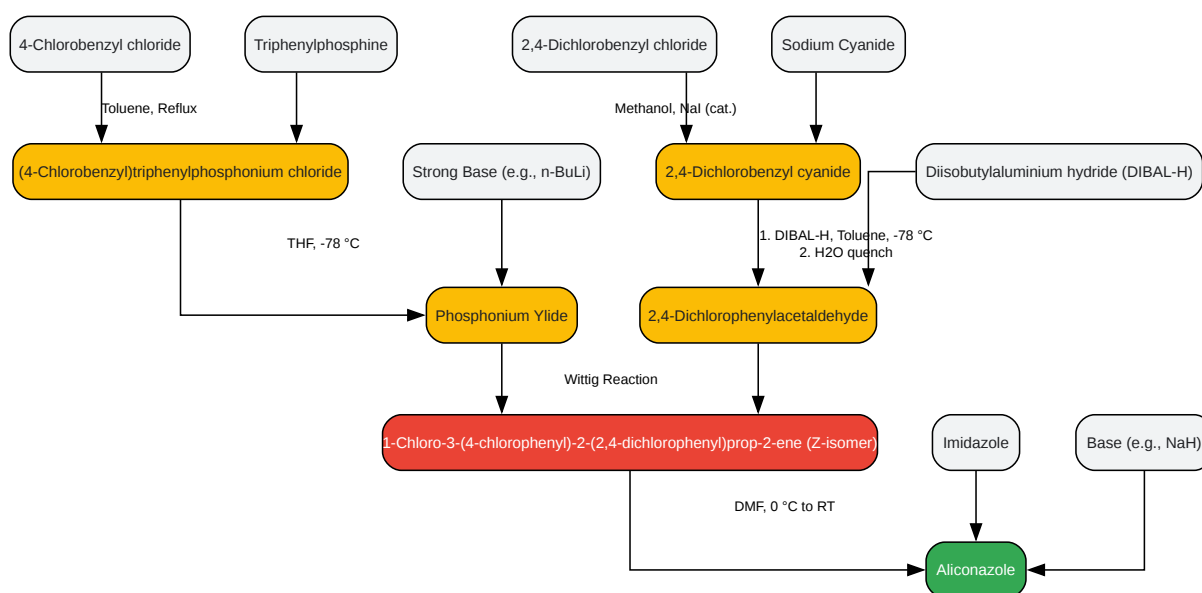 4-Chlorobenzyl chloride
Triphenylphosphine
2,4-Dichlorobenzyl chloride
Sodium Cyanide
Toluene, Reflux
Methanol, NaI (cat.)
(4-Chlorobenzyl)triphenylphosphonium chloride
Strong Base (e.g., n-BuLi)
2,4-Dichlorobenzyl cyanide
Diisobutylaluminium hydride (DIBAL-H)
THF, -78 °C
1. DIBAL-H, Toluene, -78 °C
2. H2O quench
Phosphonium Ylide
2,4-Dichlorophenylacetaldehyde
Wittig Reaction
1-Chloro-3-(4-chlorophenyl)-2-(2,4-dichlorophenyl)prop-2-ene (Z-isomer)
Imidazole
Base (e.g., NaH)
DMF, 0 °C to RT
Aliconazole